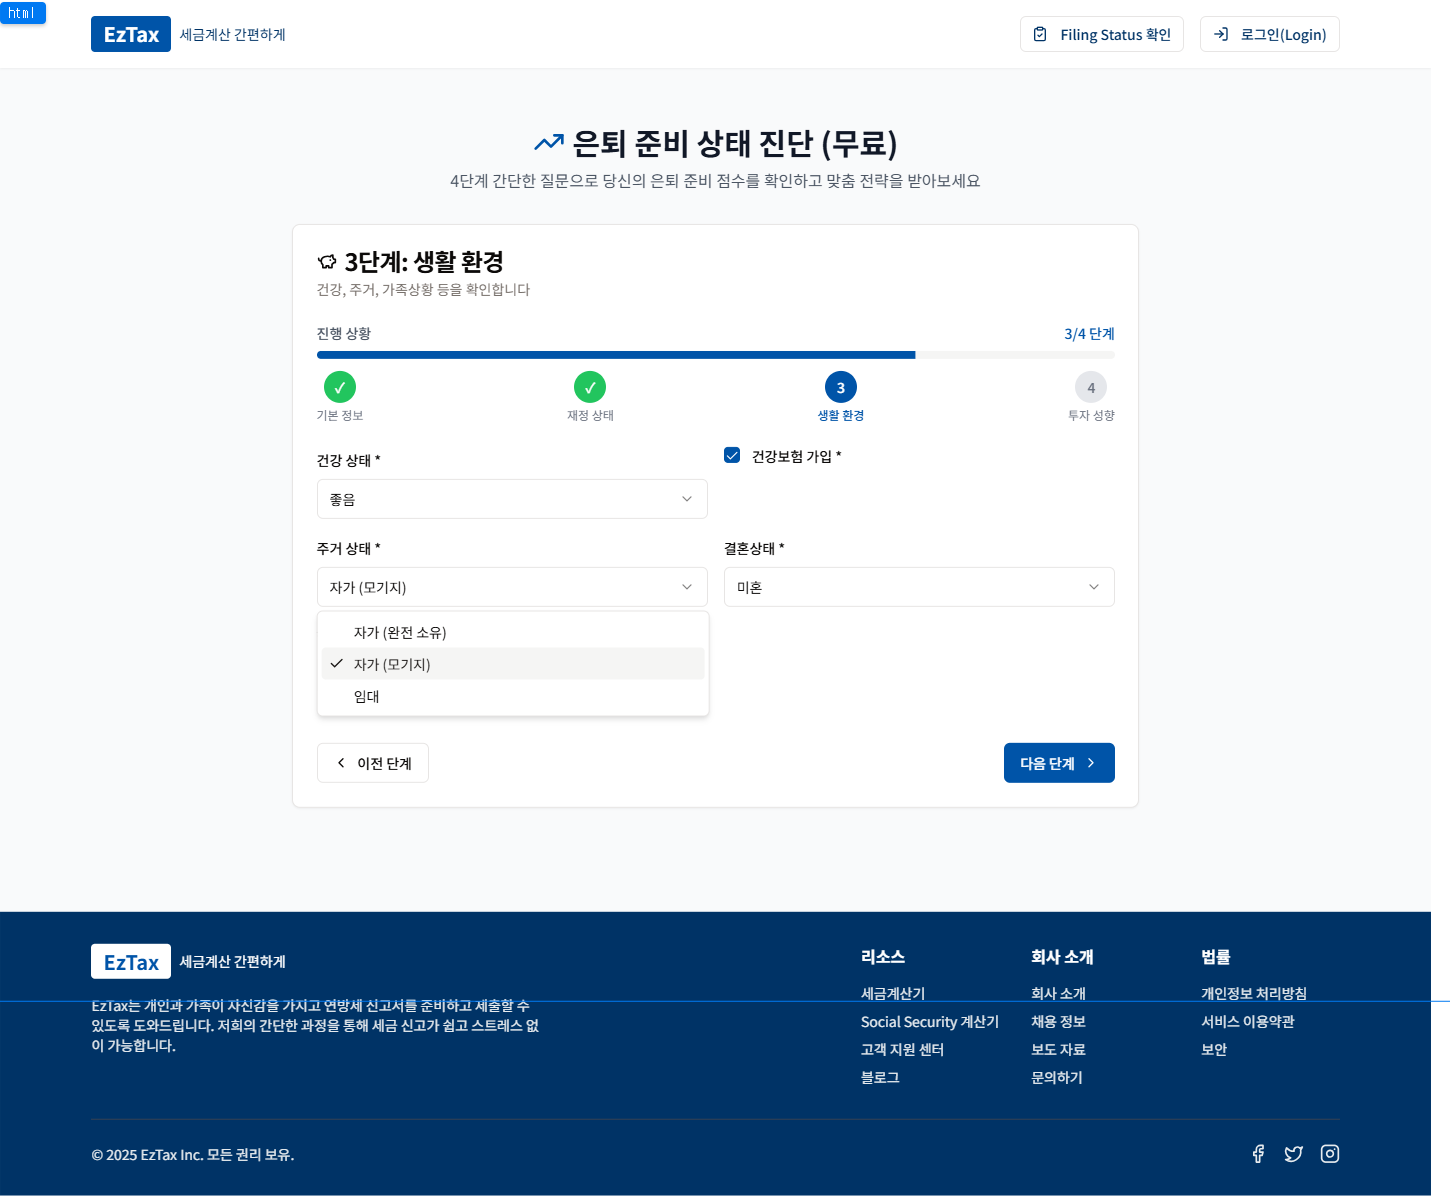 html
EzTax 세금계산 간편하게
Filing Status 확인
로그인(Login)
은퇴 준비 상태 진단 (무료)
4단계 간단한 질문으로 당신의 은퇴 준비 점수를 확인하고 맞춤 전략을 받아보세요
3단계: 생활 환경
건강, 주거, 가족상황 등을 확인합니다
진행 상황
3/4 단계
✓ ✓ 3 4
기본 정보 재정 상태 생활 환경 투자 성향
건강 상태 *
건강보험 가입 *
좋음
주거 상태 *
결혼상태 *
자가 (모기지)
미혼
자가 (완전 소유)
자가 (모기지)
임대
이전 단계
다음 단계
EzTax 세금계산 간편하게
EzTax는 개인과 가족이 자신감을 가지고 연방세 신고서를 준비하고 제출할 수
있도록 도와드립니다. 저희의 간단한 과정을 통해 세금 신고가 쉽고 스트레스 없
이 가능합니다.
리소스
세금계산기
Social Security 계산기
고객 지원 센터
블로그
회사 소개
회사 소개
채용 정보
보도 자료
문의하기
법률
개인정보 처리방침
서비스 이용약관
보안
© 2025 EzTax Inc. 모든 권리 보유.